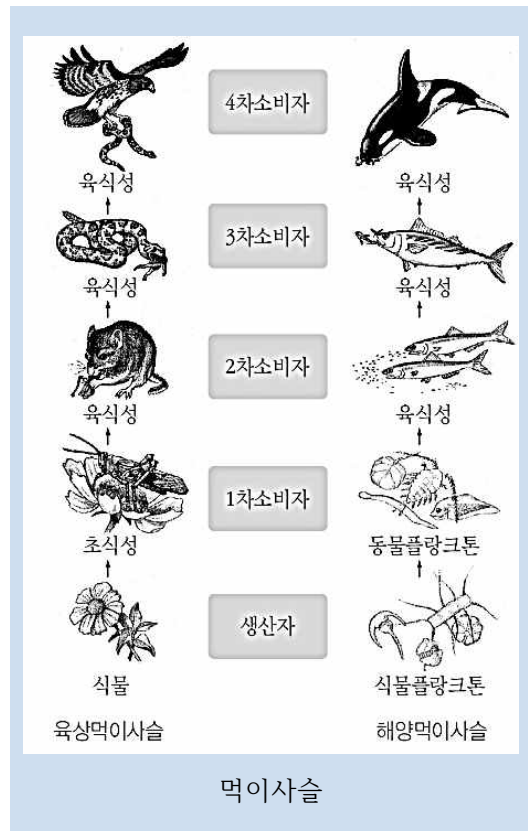 4차소비자
육식성
육식성
3차소비자
육식성
육식성
2차소비자
육식성
육식성
1차소비자
초식성
동물플랑크톤
생산자
식물
식물플랑크톤
육상먹이사슬
해양먹이사슬
먹이사슬